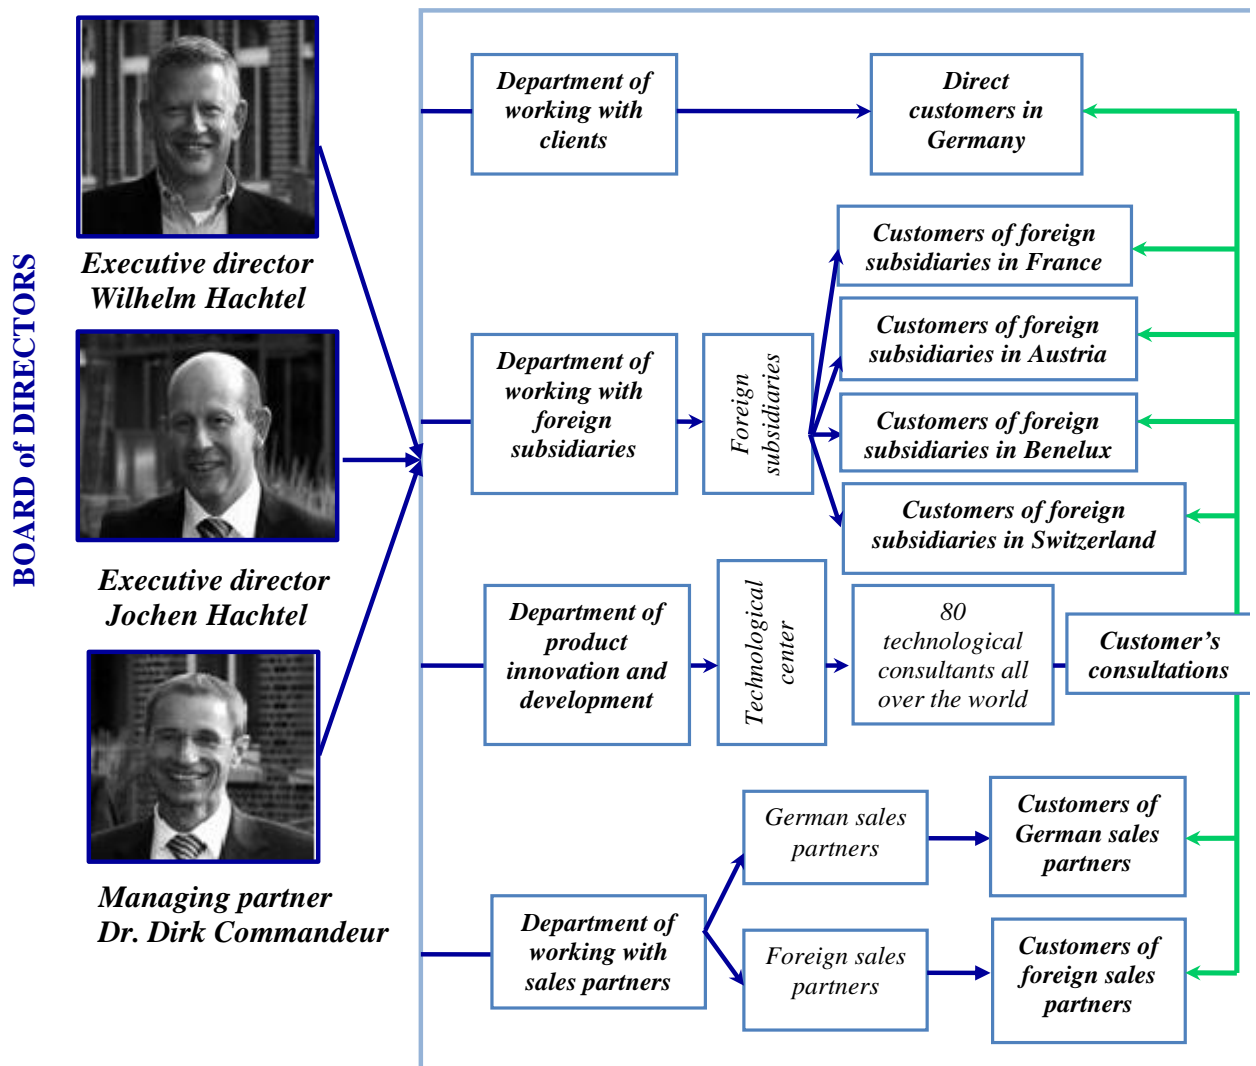 BOARD of DIRECTORS
Executive director
Wilhelm Hachtel
Executive director
Jochen Hachtel
Managing partner
Dr. Dirk Commandeur
Department of
working with
clients
Direct
customers in
Germany
Department of
working with
foreign
subsidiaries
Foreign
subsidiaries
Customers of foreign
subsidiaries in France
Customers of foreign
subsidiaries in Austria
Customers of foreign
subsidiaries in Benelux
Customers of foreign
subsidiaries in Switzerland
Department of
product
innovation and
development
Technological
center
80
technological
consultants all
over the world
Customer’s
consultations
Department of
working with
sales partners
German sales
partners
Customers of
German sales
partners
Foreign sales
partners
Customers of
foreign sales
partners